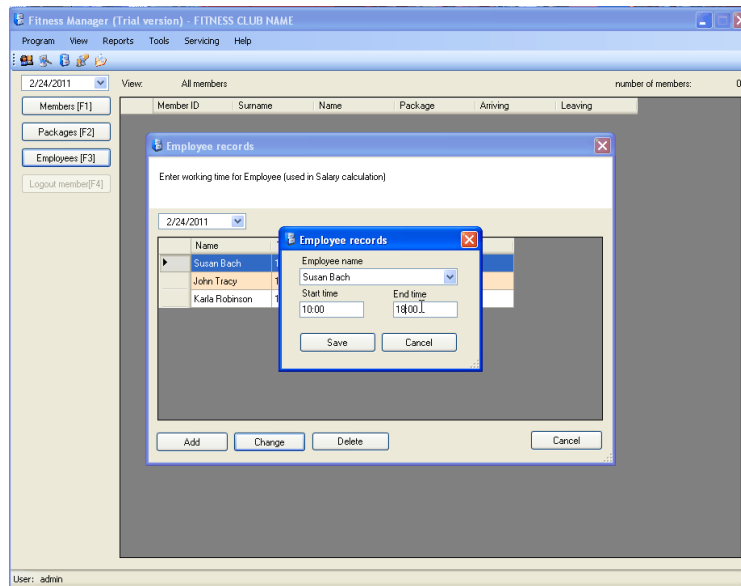 Fitness Manager (Trial version) - FITNESS CLUB NAME
Program View Reports Tools Servicing Help
2/24/2011 View: All members number of members: 0
Members [F1] Member ID Surname Name Package Arriving Leaving
Packages [F2]
Employees [F3]
Logout member[F4]
Employee records
Enter working time for Employee (used in Salary calculation)
2/24/2011
Name
Susan Bach 1
John Tracy 1
Karla Robinson 1
Employee records
Employee name
Susan Bach
Start time End time
10:00 18:00
Save Cancel
Add Change Delete Cancel
User: admin